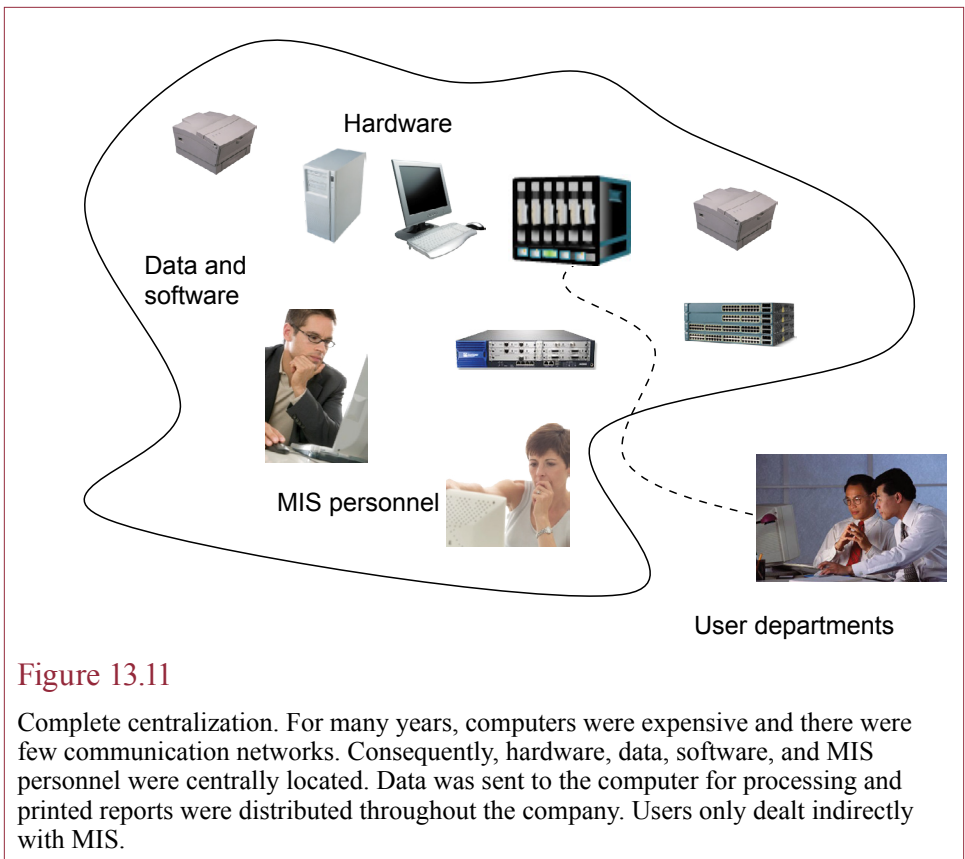 Hardware
Data and
software
MIS personnel
User departments
Figure 13.11
Complete centralization. For many years, computers were expensive and there were
few communication networks. Consequently, hardware, data, software, and MIS
personnel were centrally located. Data was sent to the computer for processing and
printed reports were distributed throughout the company. Users only dealt indirectly
with MIS.